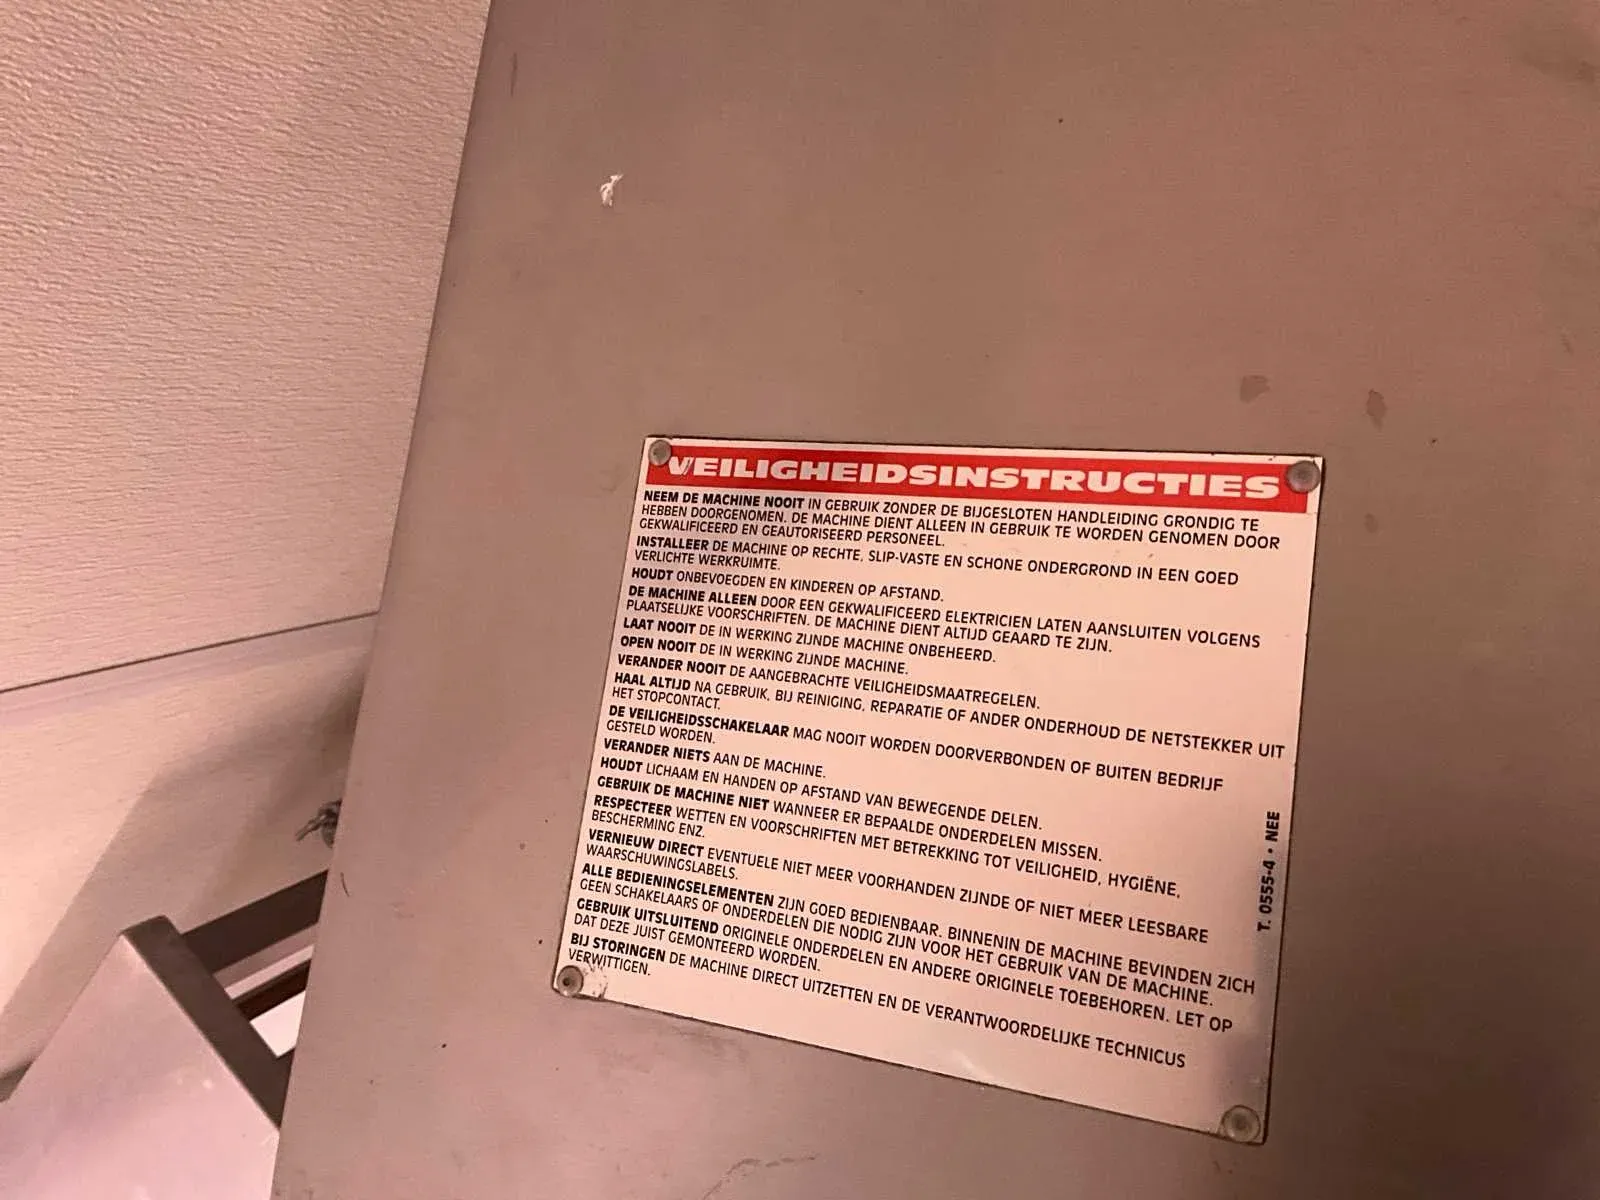 VEILIGHEIDSINSTRUCTIES
NEEM DE MACHINE NOOIT IN GEBRUIK ZONDER DE BIJGESLOTEN HANDLEIDING GRONDIG TE
HEBBEN DOORGENOMEN. DE MACHINE DIENT ALLEEN IN GEBRUIK TE WORDEN GENOMEN DOOR
GEKWALIFICEERD EN GEAUTORISEERD PERSONEEL.
INSTALLEER DE MACHINE OP RECHTE, SLIP-VASTE EN SCHONE ONDERGROND IN EEN GOED
VERLICHTE WERKRUIMTE.
HOUDT ONBEVOEGDEN EN KINDEREN OP AFSTAND.
DE MACHINE ALLEEN DOOR EEN GEKWALIFICEERD ELEKTRICIEN LATEN AANSLUITEN VOLGENS
PLAATSELIJKE VOORSCHRIFTEN. DE MACHINE DIENT ALTIJD GEAARD TE ZIJN.
LAAT NOOIT DE IN WERKING ZIJNDE MACHINE ONBEHEERD.
OPEN NOOIT DE IN WERKING ZIJNDE MACHINE.
VERANDER NOOIT DE AANGEBRACHTE VEILIGHEIDSMAATREGELEN.
HAAL ALTIJD NA GEBRUIK, BIJ REINIGING, REPARATIE OF ANDER ONDERHOUD DE NETSTEKKER UIT
HET STOPCONTACT.
DE VEILIGHEIDSSCHAKELAAR MAG NOOIT WORDEN DOORVERBONDEN OF BUITEN BEDRIJF
GESTELD WORDEN.
VERANDER NIETS AAN DE MACHINE.
HOUDT LICHAAM EN HANDEN OP AFSTAND VAN BEWEGENDE DELEN.
GEBRUIK DE MACHINE NIET WANNEER ER BEPAALDE ONDERDELEN MISSEN.
RESPECTEER WETTEN EN VOORSCHRIFTEN MET BETREKKING TOT VEILIGHEID, HYGIËNE,
BESCHERMING ENZ.
VERNIEUW DIRECT EVENTUELE NIET MEER VOORHANDEN ZIJNDE OF NIET MEER LEESBARE
WAARSCHUWINGSLABELS.
ALLE BEDIENINGSELEMENTEN ZIJN GOED BEDIENBAAR. BINNENIN DE MACHINE BEVINDEN ZICH
GEEN SCHAKELAARS OF ONDERDELEN DIE NODIG ZIJN VOOR HET GEBRUIK VAN DE MACHINE.
GEBRUIK UITSLUITEND ORIGINELE ONDERDELEN EN ANDERE ORIGINELE TOEBEHOREN. LET OP
DAT DEZE JUIST GEMONTEERD WORDEN.
BIJ STORINGEN DE MACHINE DIRECT UITZETTEN EN DE VERANTWOORDELIJKE TECHNICUS
VERWITTIGEN.
T. 0555-4 • NEE